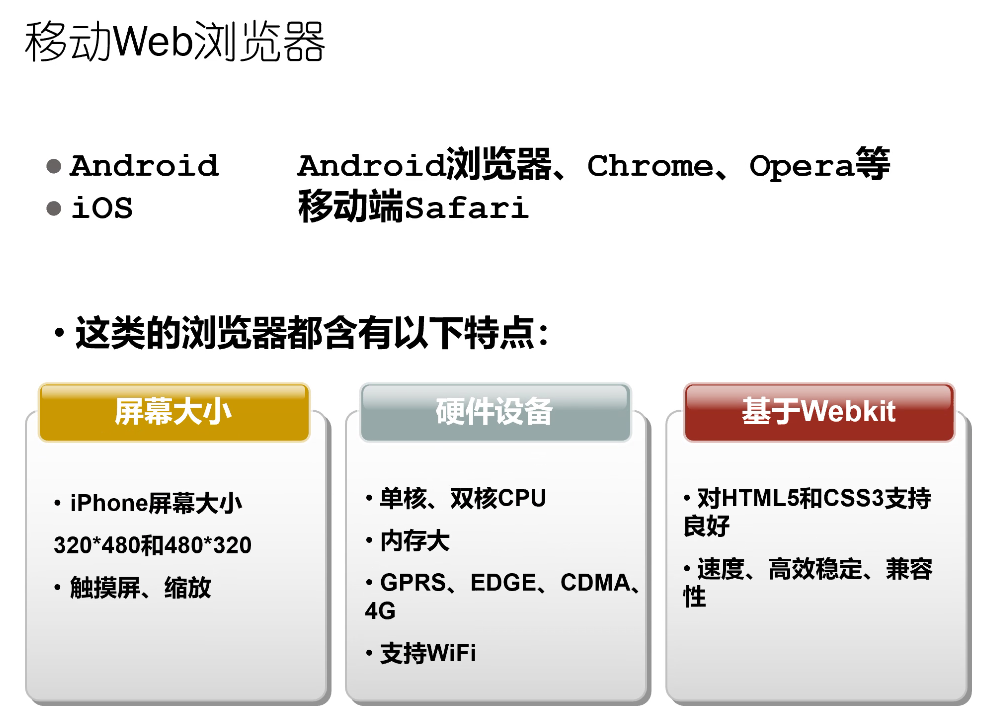 移动Web浏览器
Android Android浏览器、Chrome、Opera等
iOS 移动端Safari
• 这类的浏览器都含有以下特点：
屏幕大小
• iPhone屏幕大小
320*480和480*320
• 触摸屏、缩放
硬件设备
• 单核、双核CPU
• 内存大
• GPRS、EDGE、CDMA、
4G
• 支持WiFi
基于Webkit
• 对HTML5和CSS3支持
良好
• 速度、高效稳定、兼容
性